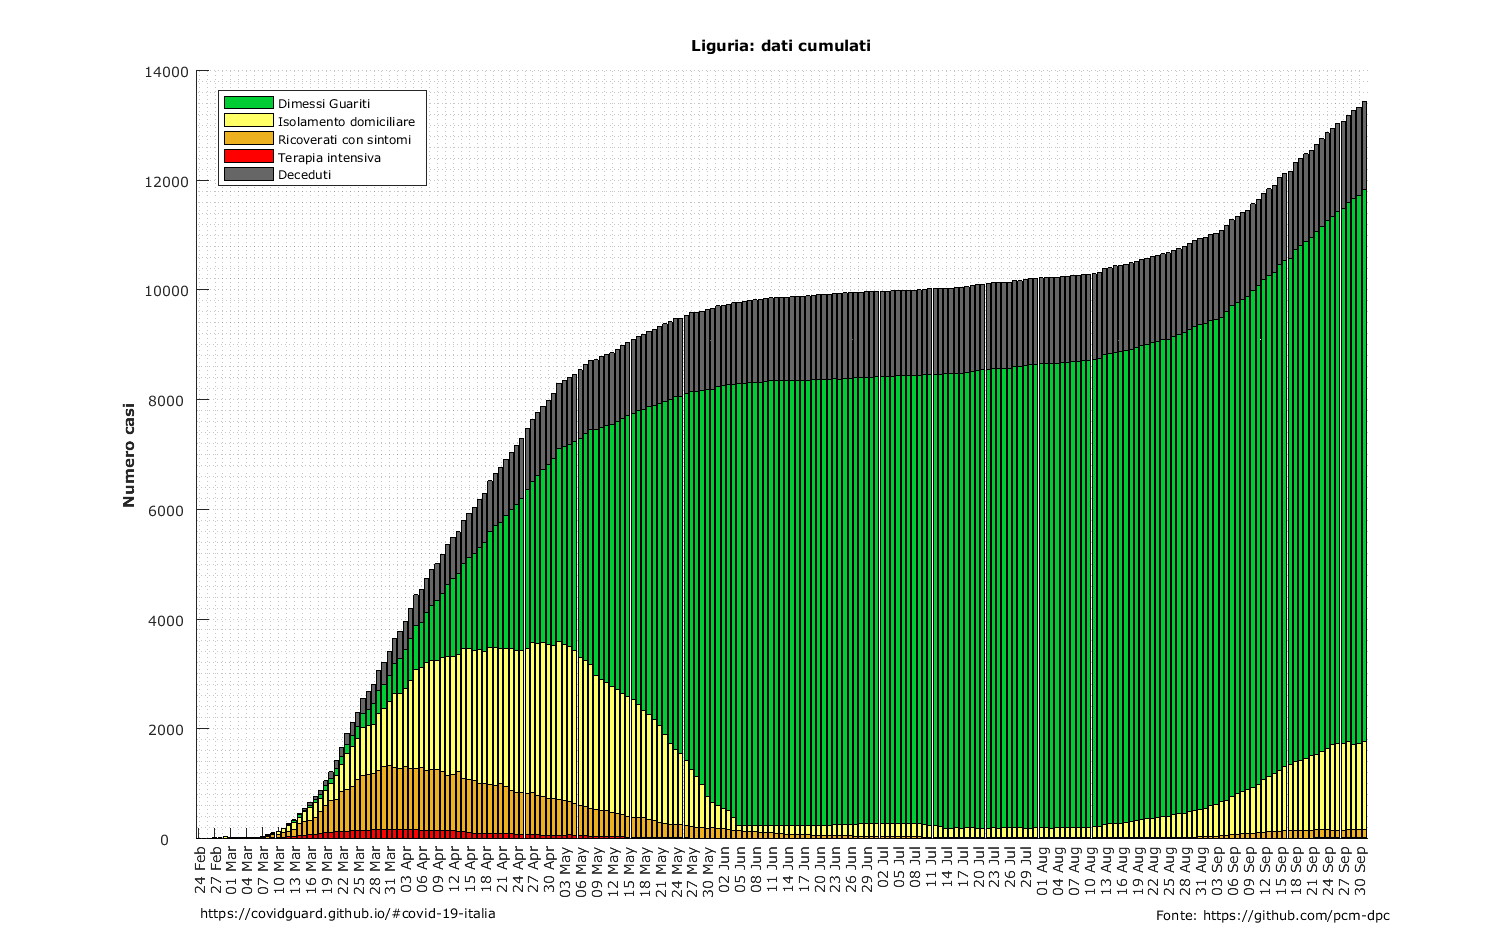 Liguria: dati cumulati
14000
12000
10000
8000
6000
4000
2000
0
Numero casi
Dimessi Guariti
Isolamento domiciliare
Ricoverati con sintomi
Terapia intensiva
Deceduti
24 Feb
27 Feb
01 Mar
04 Mar
07 Mar
10 Mar
13 Mar
16 Mar
19 Mar
22 Mar
25 Mar
28 Mar
31 Mar
03 Apr
06 Apr
09 Apr
12 Apr
15 Apr
18 Apr
21 Apr
24 Apr
27 Apr
30 Apr
03 May
06 May
09 May
12 May
15 May
18 May
21 May
24 May
27 May
30 May
02 Jun
05 Jun
08 Jun
11 Jun
14 Jun
17 Jun
20 Jun
23 Jun
26 Jun
29 Jun
02 Jul
05 Jul
08 Jul
11 Jul
14 Jul
17 Jul
20 Jul
23 Jul
26 Jul
29 Jul
01 Aug
04 Aug
07 Aug
10 Aug
13 Aug
16 Aug
19 Aug
22 Aug
25 Aug
28 Aug
31 Aug
03 Sep
06 Sep
09 Sep
12 Sep
15 Sep
18 Sep
21 Sep
24 Sep
27 Sep
30 Sep
https://covidguard.github.io/#covid-19-italia
Fonte: https://github.com/pcm-dpc